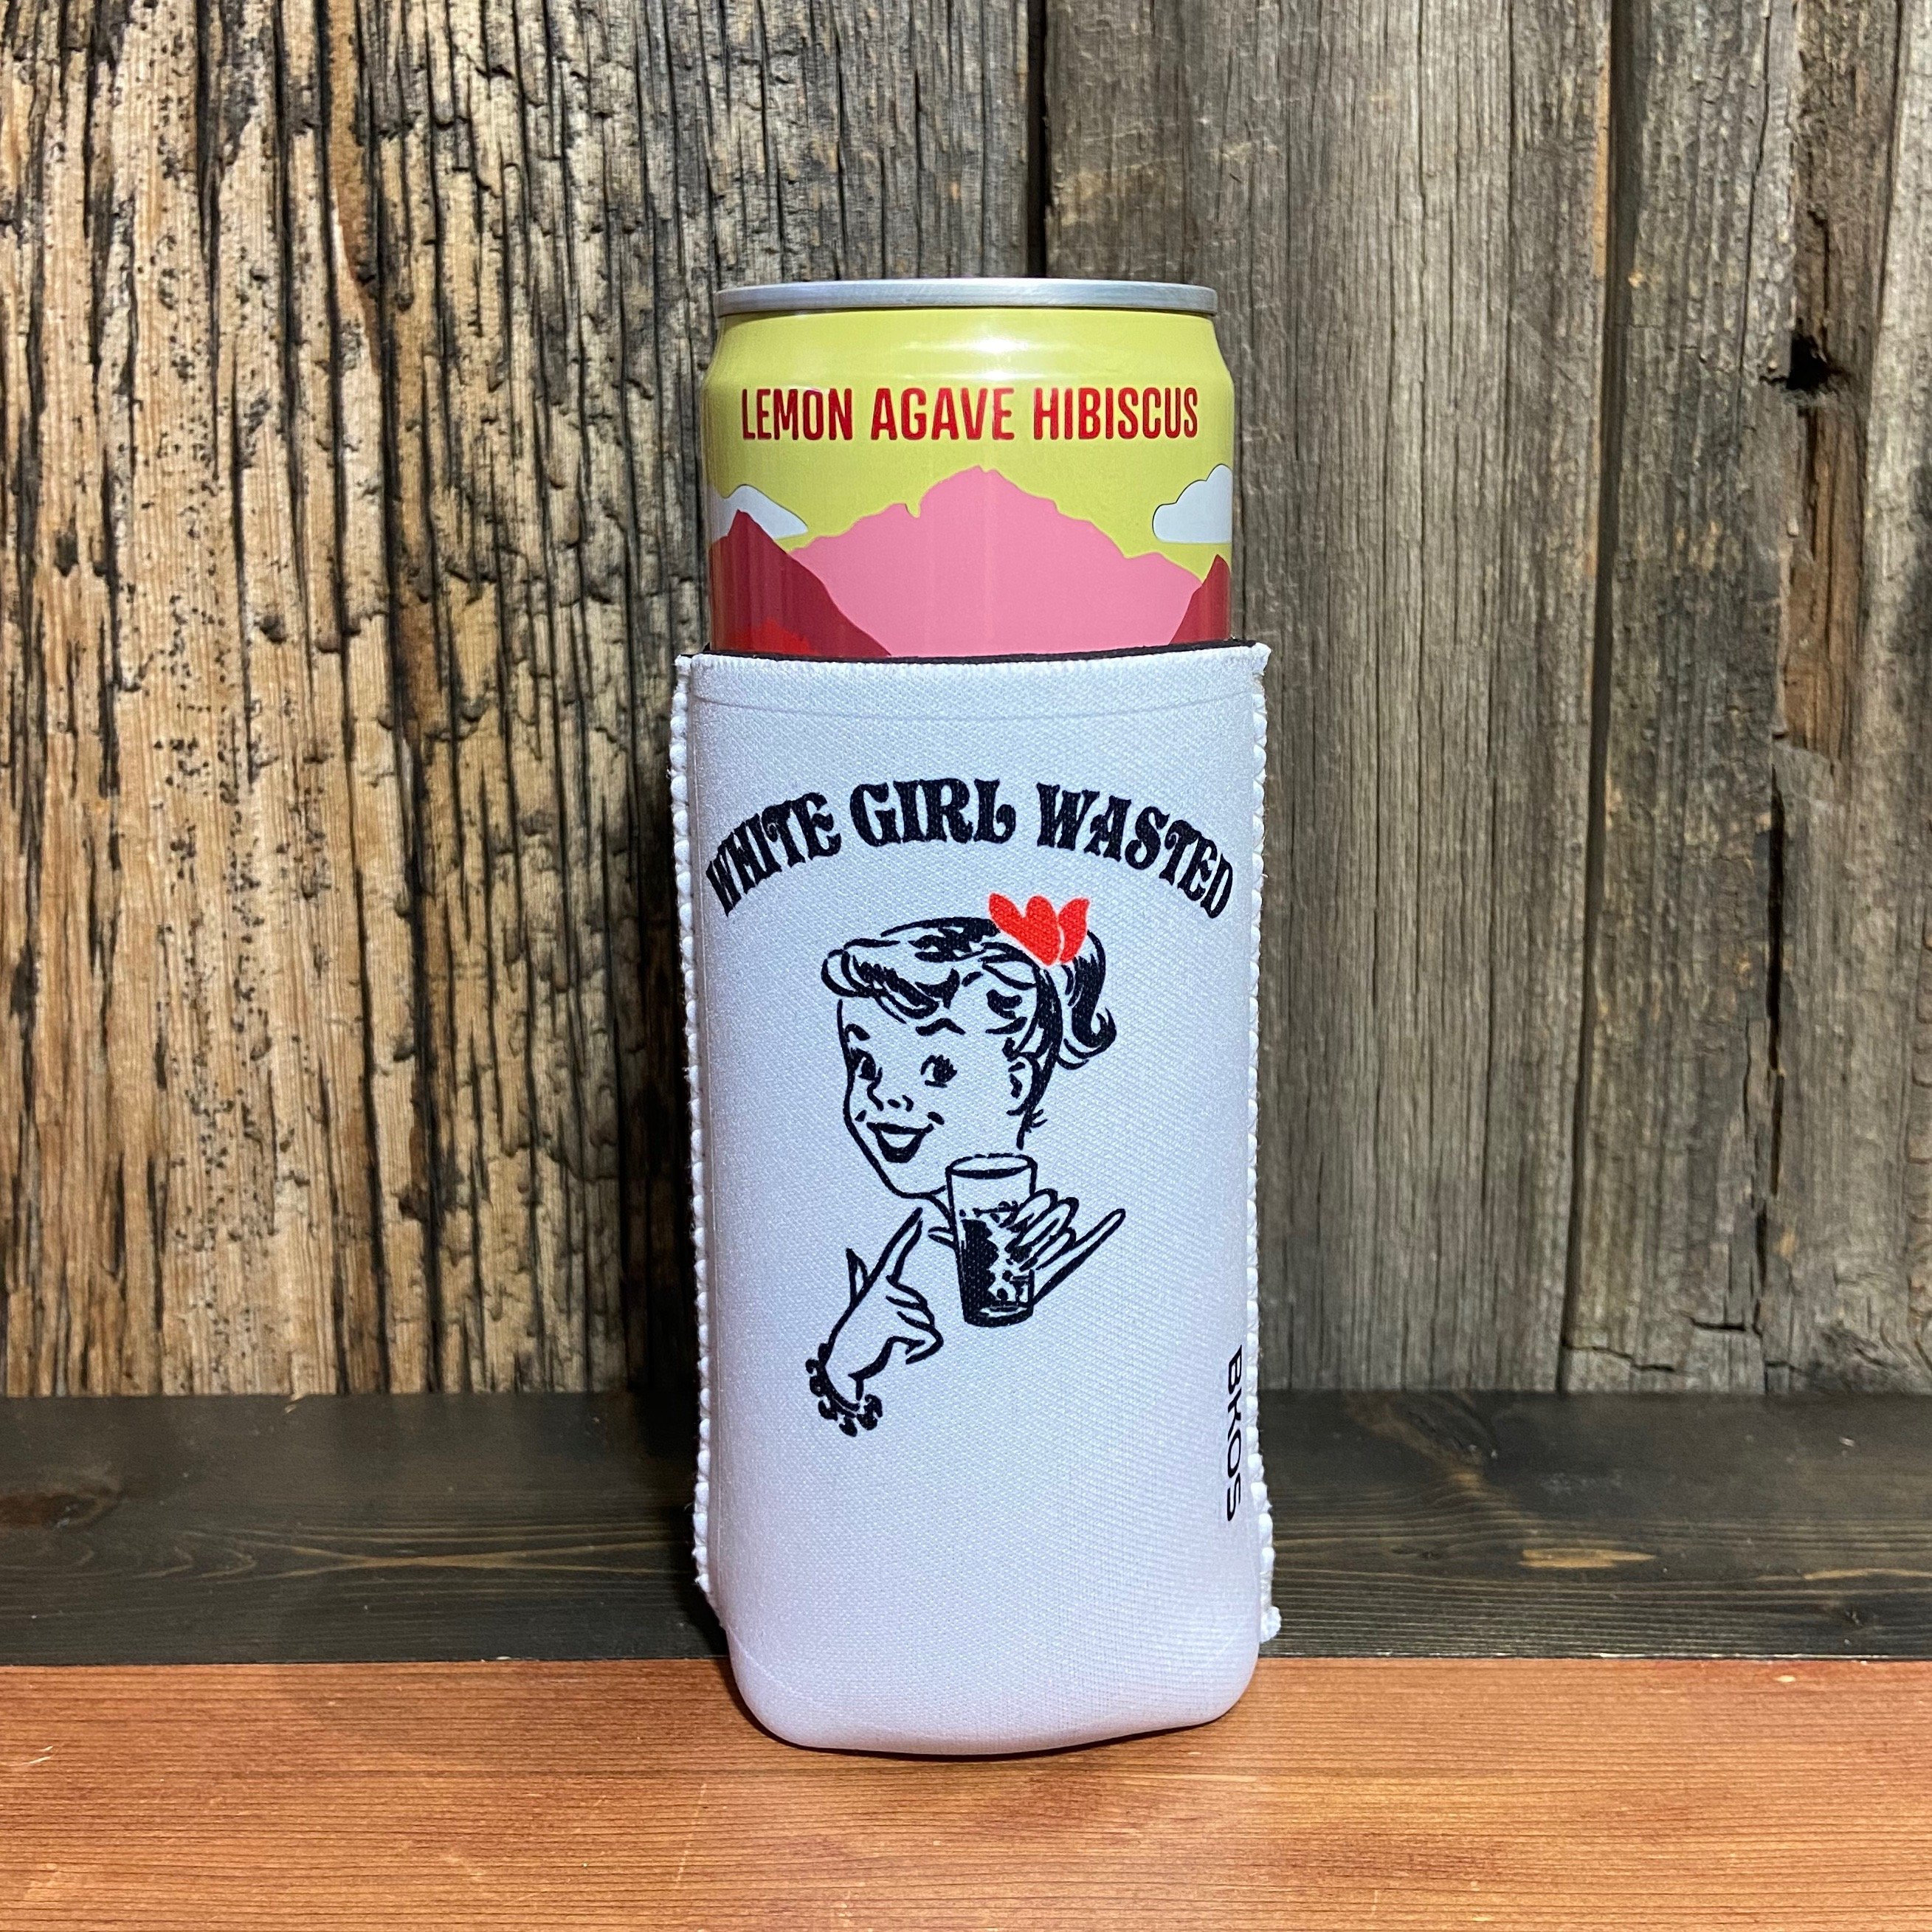 LEMON AGAVE HIBISCUS
WHITE GIRL WASTED
BKOS